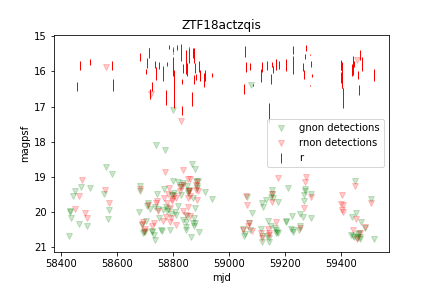 ZTF18actzqis
15
16
17
18
19
20
21
magpsf
gnon detections
rnon detections
r
58400
58600
58800
59000
59200
59400
mjd